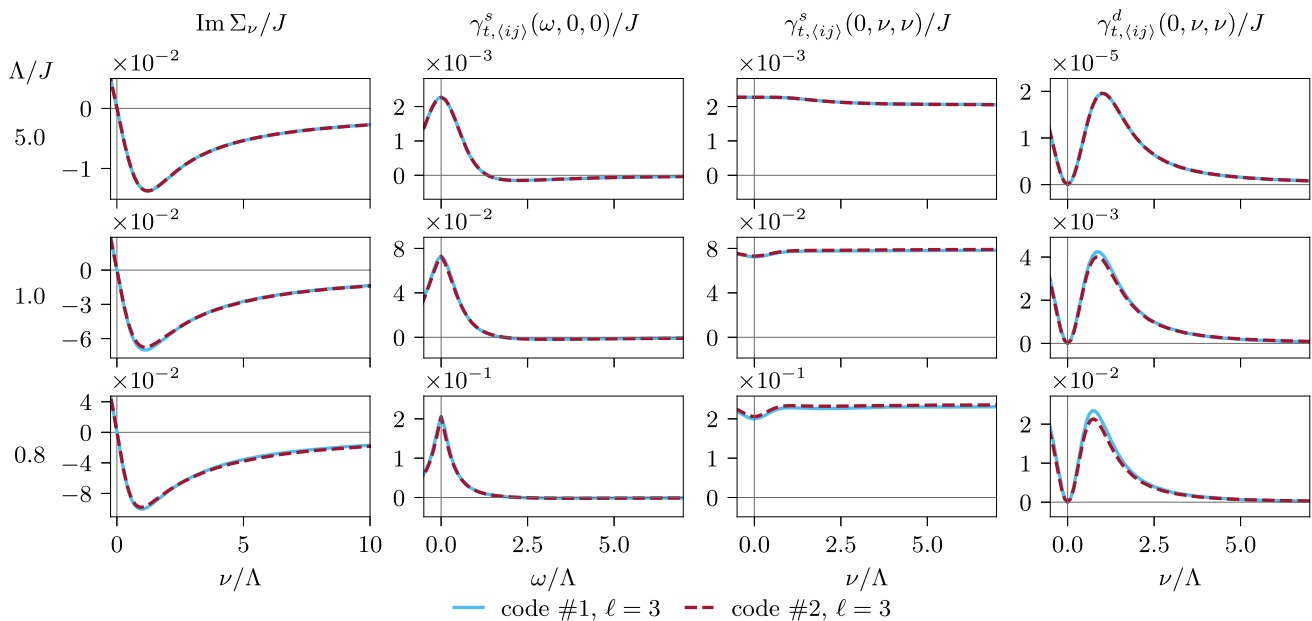 Im Σ_ν/J γ^s_{t,⟨ij⟩}(ω, 0, 0)/J γ^s_{t,⟨ij⟩}(0, ν, ν)/J γ^d_{t,⟨ij⟩}(0, ν, ν)/J
Λ/J ×10⁻² ×10⁻³ ×10⁻³ ×10⁻⁵
5.0
0 −1
2 1 0
2 1 0
2 1 0
×10⁻² ×10⁻² ×10⁻² ×10⁻³
1.0
0 −3 −6
8 4 0
8 4 0
4 2 0
×10⁻² ×10⁻¹ ×10⁻¹ ×10⁻²
0.8
4 0 −4 −8
2 1 0
2 1 0
2 1 0
0 5 10 0.0 2.5 5.0 0.0 2.5 5.0 0.0 2.5 5.0
ν/Λ ω/Λ ν/Λ ν/Λ
code #1, ℓ = 3 code #2, ℓ = 3